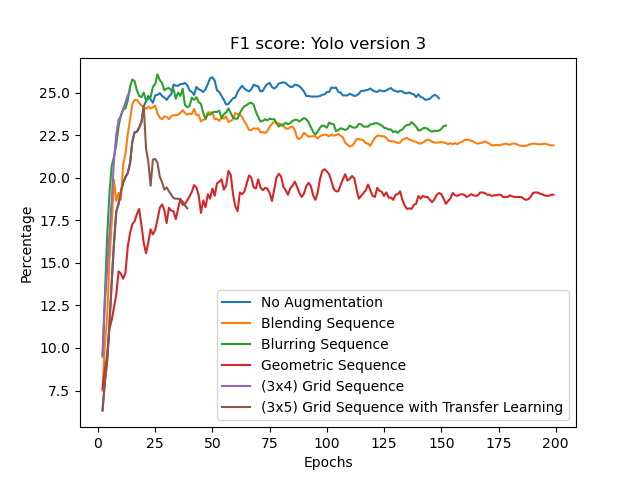 F1 score: Yolo version 3
Percentage
25.0
22.5
20.0
17.5
15.0
12.5
10.0
7.5
No Augmentation
Blending Sequence
Blurring Sequence
Geometric Sequence
(3x4) Grid Sequence
(3x5) Grid Sequence with Transfer Learning
0 25 50 75 100 125 150 175 200
Epochs